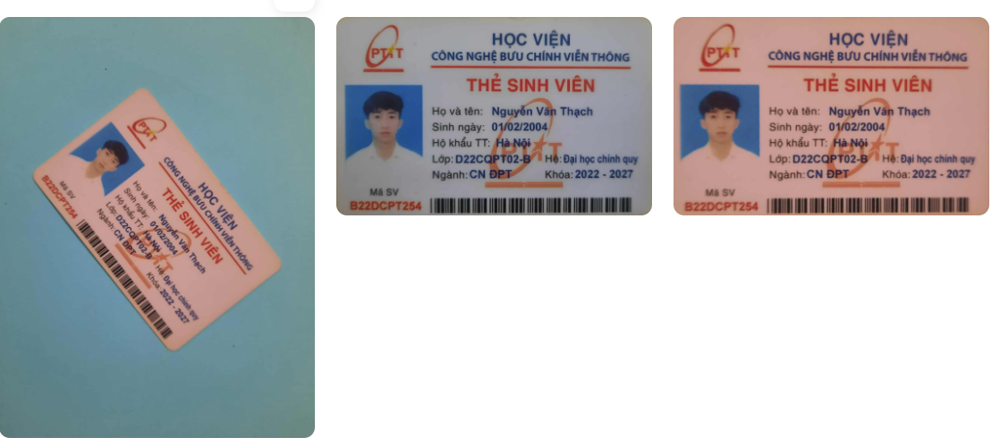 PTIT
HỌC VIỆN
CÔNG NGHỆ BƯU CHÍNH VIỄN THÔNG
THẺ SINH VIÊN
Họ và tên: Nguyễn Văn Thạch
Sinh ngày: 01/02/2004
Hộ khẩu TT: Hà Nội
Lớp: D22CQPT02-B Hệ: Đại học chính quy
Ngành: CN ĐPT Khóa: 2022 - 2027
Mã SV
B22DCPT254
PTIT
PTIT
HỌC VIỆN
CÔNG NGHỆ BƯU CHÍNH VIỄN THÔNG
THẺ SINH VIÊN
Họ và tên: Nguyễn Văn Thạch
Sinh ngày: 01/02/2004
Hộ khẩu TT: Hà Nội
Lớp: D22CQPT02-B Hệ: Đại học chính quy
Ngành: CN ĐPT Khóa: 2022 - 2027
Mã SV
B22DCPT254
PTIT
PTIT
HỌC VIỆN
CÔNG NGHỆ BƯU CHÍNH VIỄN THÔNG
THẺ SINH VIÊN
Họ và tên: Nguyễn Văn Thạch
Sinh ngày: 01/02/2004
Hộ khẩu TT: Hà Nội
Lớp: D22CQPT02-B Hệ: Đại học chính quy
Ngành: CN ĐPT Khóa: 2022 - 2027
Mã SV
B22DCPT254
PTIT